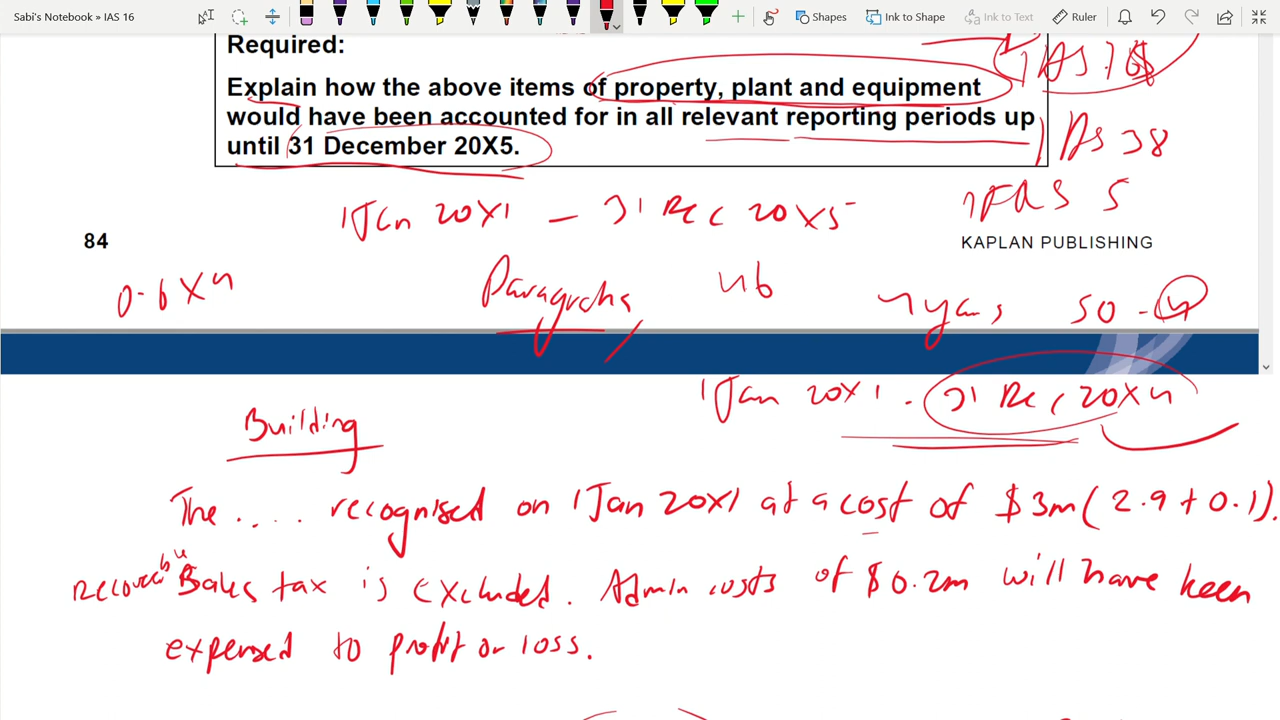 Sabi's Notebook » IAS 16
Shapes Ink to Shape Ink to Text Ruler
Required:
Explain how the above items of property, plant and equipment
would have been accounted for in all relevant reporting periods up
until 31 December 20X5.
IAS 16
IAS 38
IFRS 5
1 Jan 20X1 – 31 Dec 20X5
84
KAPLAN PUBLISHING
0.6 X 4
Paragraphs
4 years 50 - 4
1 Jan 20X1 - 31 Dec 20X4
Building
The .... recognised on 1 Jan 20X1 at a cost of $3m (2.9 + 0.1).
Recoverable Sales tax is excluded. Admin costs of $0.2m will have been
expensed to profit or loss.